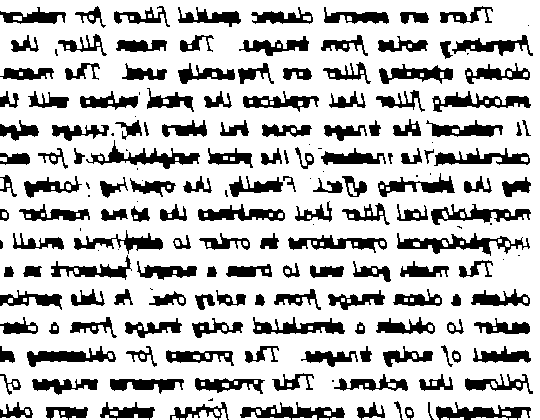 There are several classic spatial filters for reducin
frequency noise from images. The mean filter, the
closing opening filter are frequently used. The mean
smoothing filter that replaces the pixel values with th
It reduces the image noise but blurs the image edge
calculates the median of the pixel neighborhood for eac
ing the blurring effect. Finally, the opening closing fi
morphological filter that combines the same number o
morphological operations in order to eliminate small o
The main goal was to train a neural network in a
obtain a clean image from a noisy one. In this particu
easier to obtain a simulated noisy image from a clea
subset of noisy images. The process for obtaining
follows this scheme: This process requires images of
of the acquisition forms, which were obt